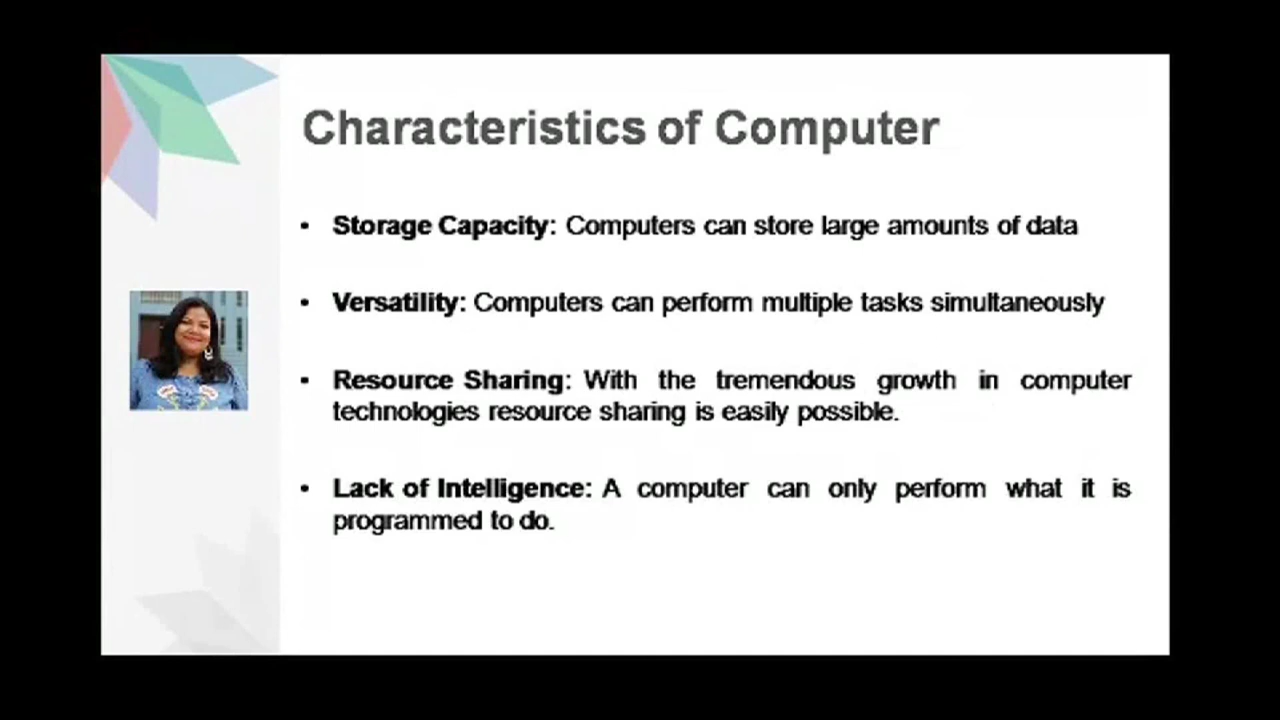 Characteristics of Computer
• Storage Capacity: Computers can store large amounts of data
• Versatility: Computers can perform multiple tasks simultaneously
• Resource Sharing: With the tremendous growth in computer
technologies resource sharing is easily possible.
• Lack of Intelligence: A computer can only perform what it is
programmed to do.